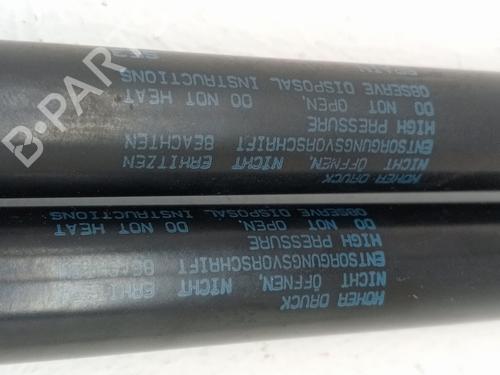 HOHER DRUCK
NICHT ÖFFNEN, NICHT ERHITZEN
ENTSORGUNGSVORSCHRIFT BEACHTEN
HIGH PRESSURE
DO NOT OPEN, DO NOT HEAT
OBSERVE DISPOSAL INSTRUCTIONS
HOHER DRUCK
NICHT ÖFFNEN, NICHT
ENTSORGUNGSVORSCHRIFT
HIGH PRESSURE
DO NOT OPEN, DO NOT HEAT
OBSERVE DISPOSAL INSTRUCTIONS